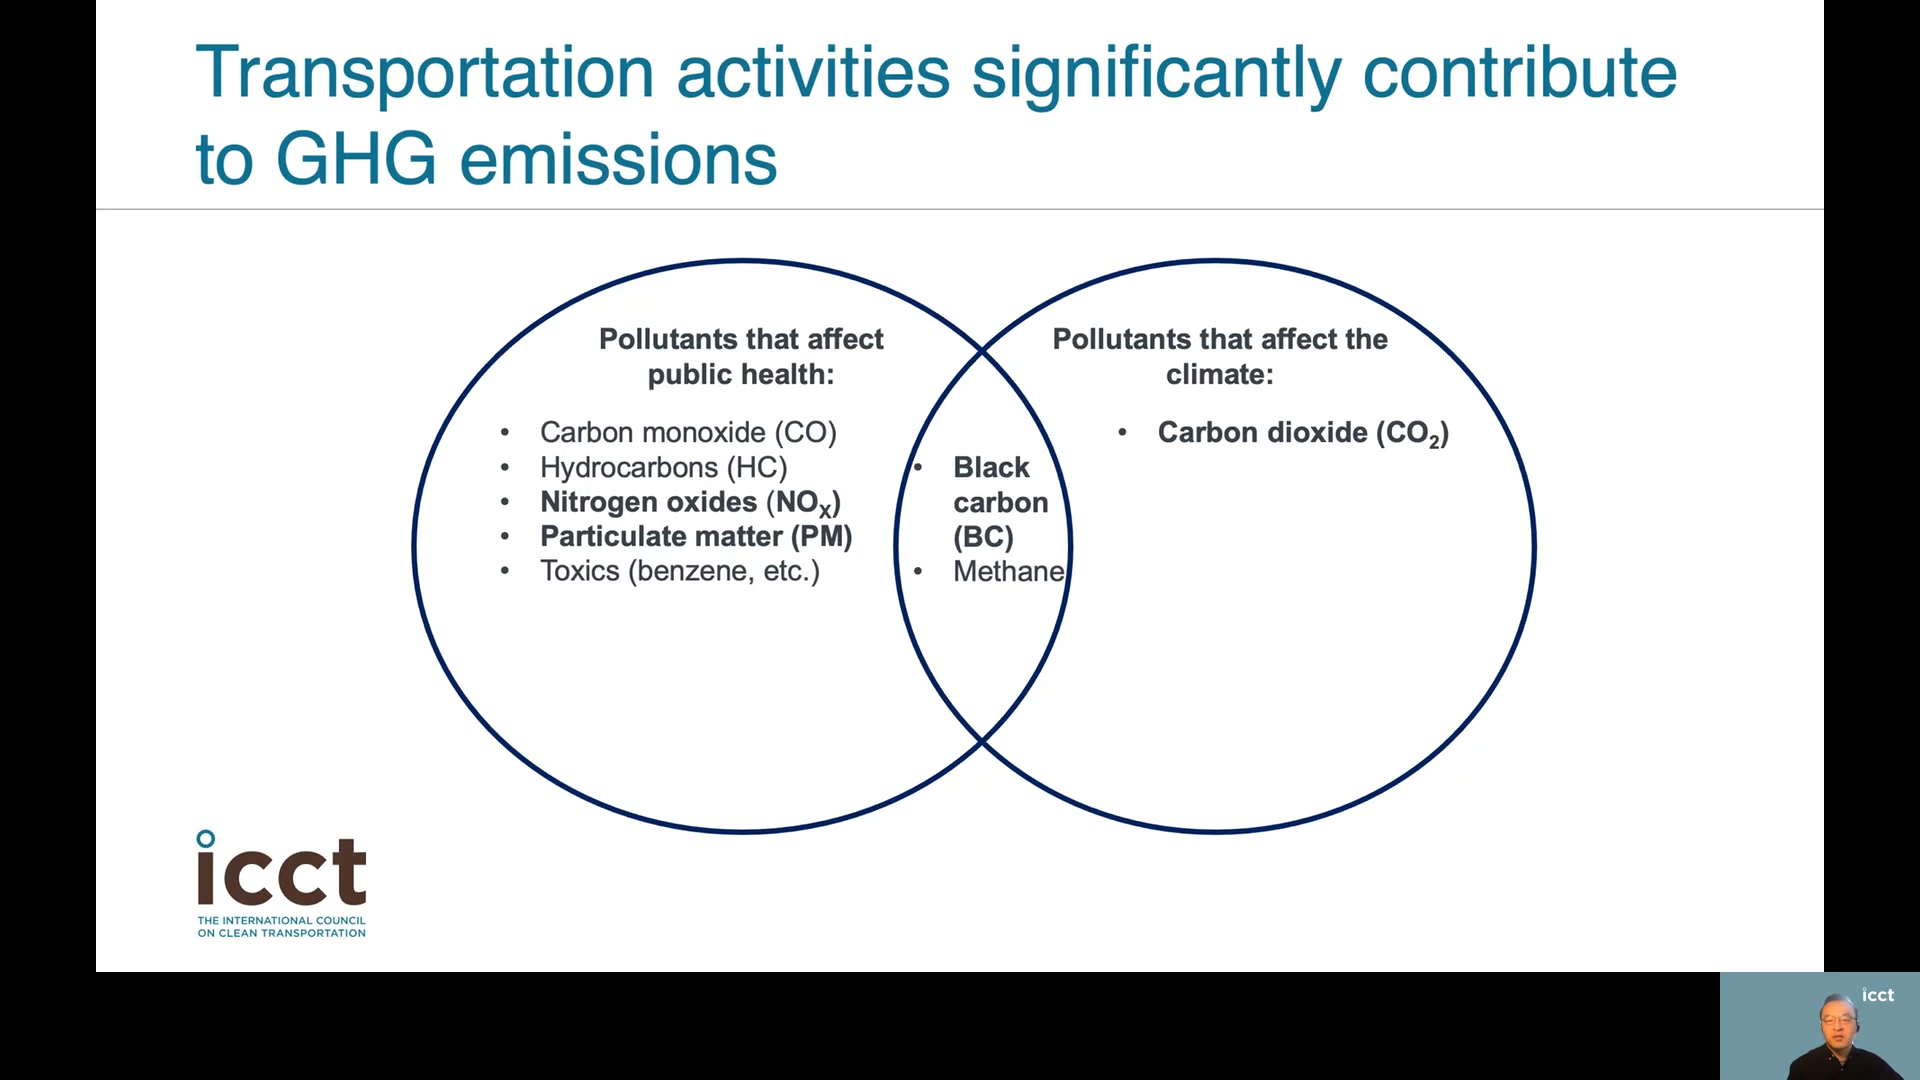 Transportation activities significantly contribute
to GHG emissions
Pollutants that affect
public health:
• Carbon monoxide (CO)
• Hydrocarbons (HC)
• Nitrogen oxides (NOX)
• Particulate matter (PM)
• Toxics (benzene, etc.)
• Black
carbon
(BC)
• Methane
Pollutants that affect the
climate:
• Carbon dioxide (CO2)
icct
THE INTERNATIONAL COUNCIL
ON CLEAN TRANSPORTATION
icct